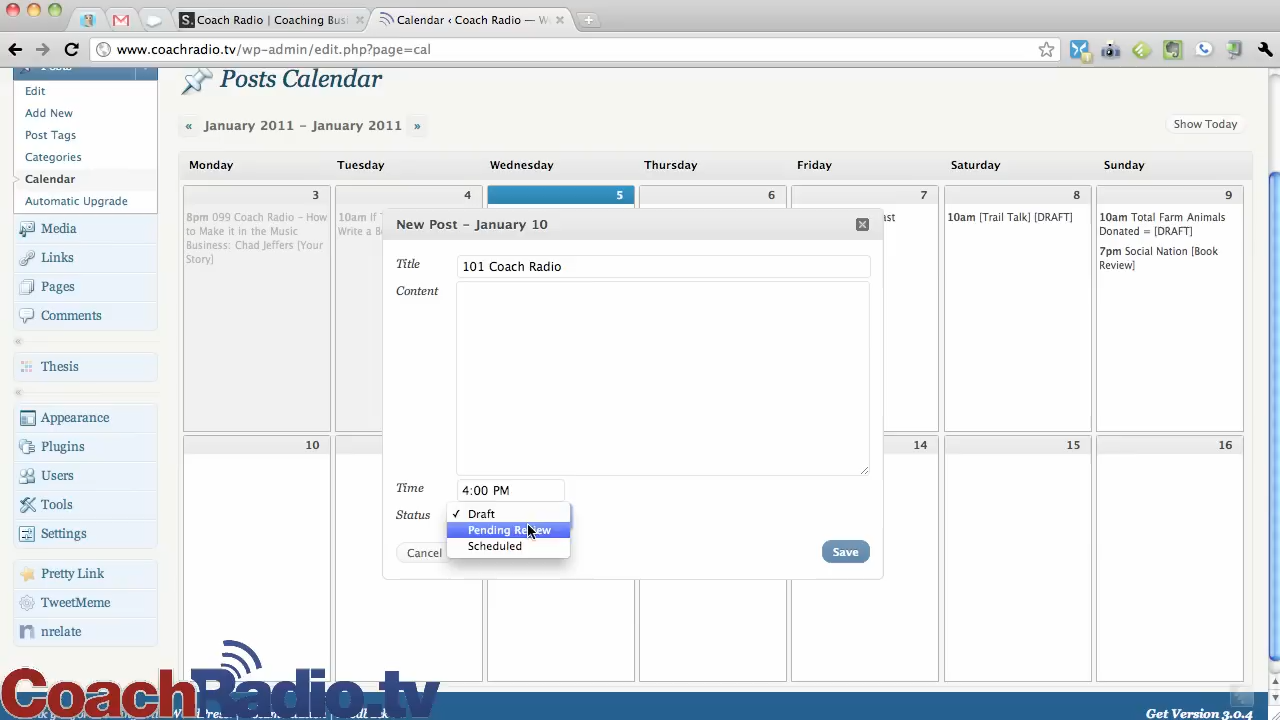 Coach Radio | Coaching Busi
Calendar ‹ Coach Radio — W
www.coachradio.tv/wp-admin/edit.php?page=cal
Posts
Edit
Add New
Post Tags
Categories
Calendar
Automatic Upgrade
Media
Links
Pages
Comments
Thesis
Appearance
Plugins
Users
Tools
Settings
Pretty Link
TweetMeme
nrelate
Posts Calendar
« January 2011 – January 2011 »
Show Today
Monday Tuesday Wednesday Thursday Friday Saturday Sunday
3 4 5 6 7 8 9
8pm 099 Coach Radio - How
to Make it in the Music
Business: Chad Jeffers [Your
Story]
10am If
Write a B
10am [Trail Talk] [DRAFT]
10am Total Farm Animals
Donated = [DRAFT]
7pm Social Nation [Book
Review]
New Post – January 10
Title
101 Coach Radio
Content
Time
4:00 PM
Status
✓ Draft
Pending Review
Scheduled
Cancel
Save
10 14 15 16
CoachRadio.tv
Get Version 3.0.4